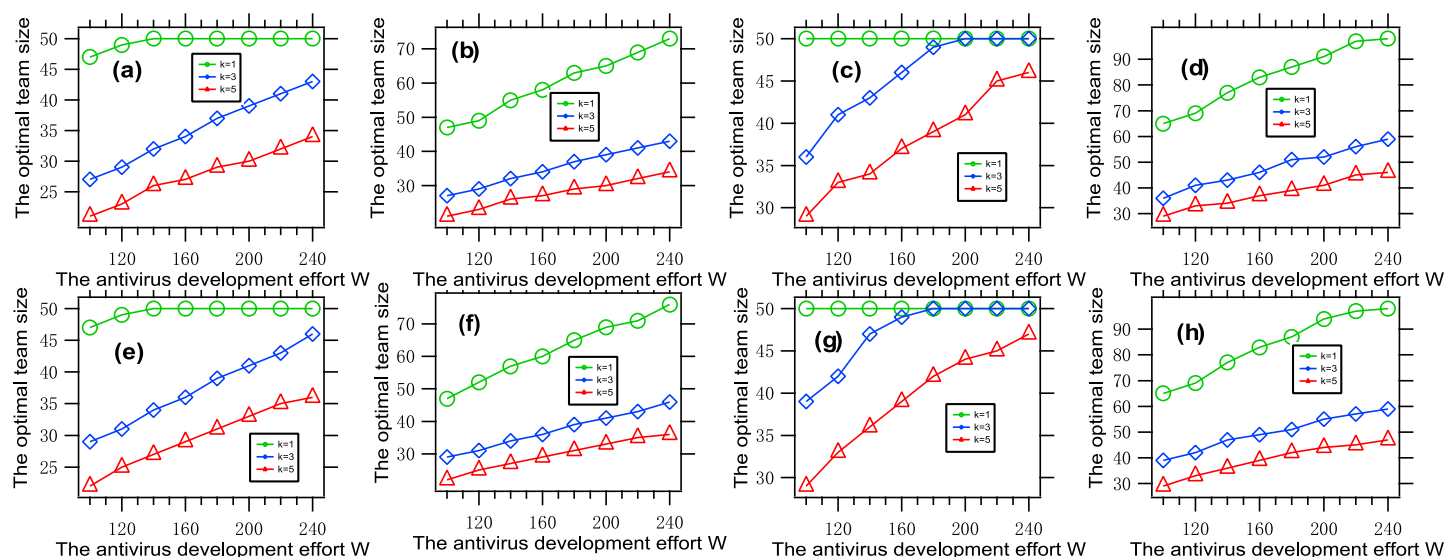 The optimal team size
50
45
40
35
30
25
(a)
k=1
k=3
k=5
120
160
200
240
The antivirus development effort W
The optimal team size
70
50
30
(b)
k=1
k=3
k=5
120
160
200
240
The antivirus development effort W
The optimal team size
50
45
40
35
30
(c)
k=1
k=3
k=5
120
160
200
240
The antivirus development effort W
The optimal team size
90
80
70
60
50
40
30
(d)
k=1
k=3
k=5
120
160
200
240
The antivirus development effort W
The optimal team size
50
45
40
35
30
25
(e)
k=1
k=3
k=5
120
160
200
240
The antivirus development effort W
The optimal team size
70
50
30
(f)
k=1
k=3
k=5
120
160
200
240
The antivirus development effort W
The optimal team size
50
45
40
35
30
(g)
k=1
k=3
k=5
120
160
200
240
The antivirus development effort W
The optimal team size
90
80
70
60
50
40
30
(h)
k=1
k=3
k=5
120
160
200
240
The antivirus development effort W